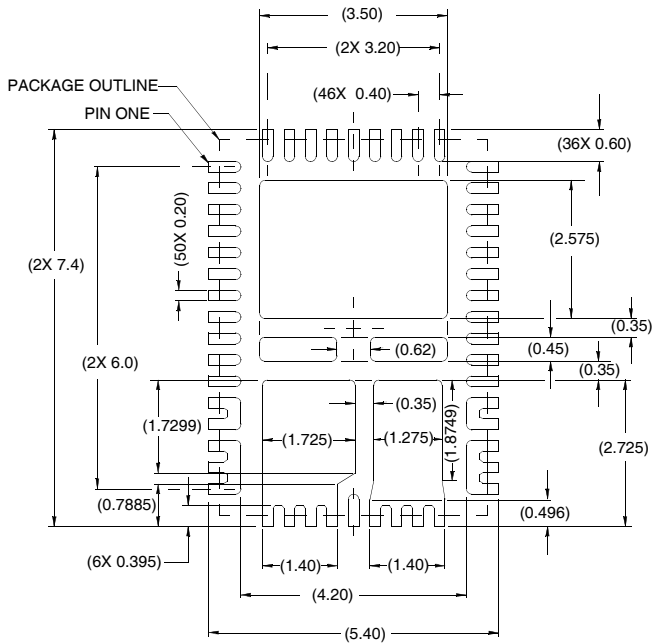 (3.50)
(2X 3.20)
PACKAGE OUTLINE
(46X 0.40)
PIN ONE
(36X 0.60)
(50X 0.20)
(2.575)
(2X 7.4)
(0.35)
(0.62)
(0.45)
(2X 6.0)
(0.35)
(1.7299)
(0.35)
(1.725)
(1.275)
(1.8749)
(2.725)
(0.7885)
(0.496)
(6X 0.395)
(1.40)
(1.40)
(4.20)
(5.40)